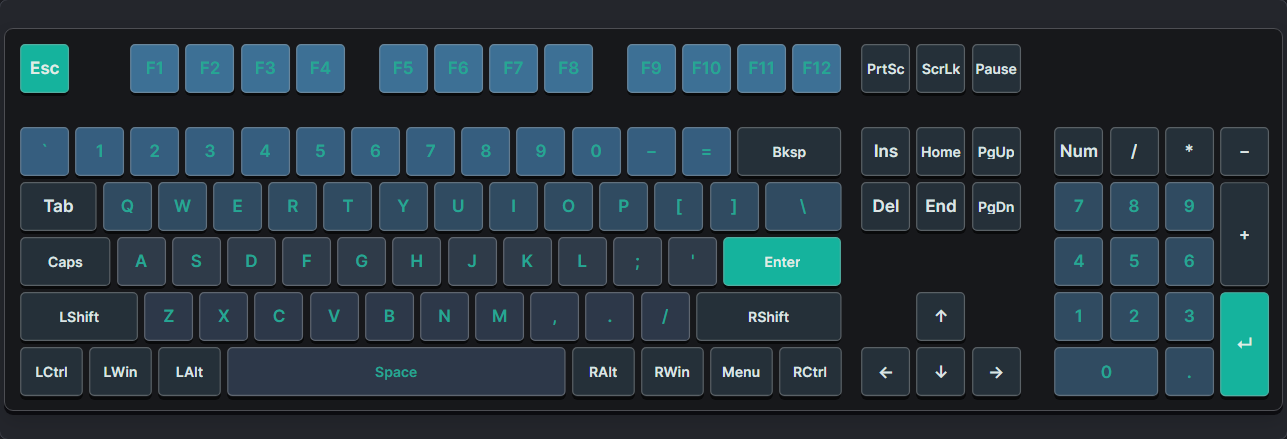 Esc F1 F2 F3 F4 F5 F6 F7 F8 F9 F10 F11 F12 PrtSc ScrLk Pause
` 1 2 3 4 5 6 7 8 9 0 − = Bksp Ins Home PgUp Num / * −
Tab Q W E R T Y U I O P [ ] \ Del End PgDn 7 8 9 +
Caps A S D F G H J K L ; ' Enter 4 5 6
LShift Z X C V B N M , . / RShift ↑ 1 2 3 ↵
LCtrl LWin LAlt Space RAlt RWin Menu RCtrl ← ↓ → 0 .